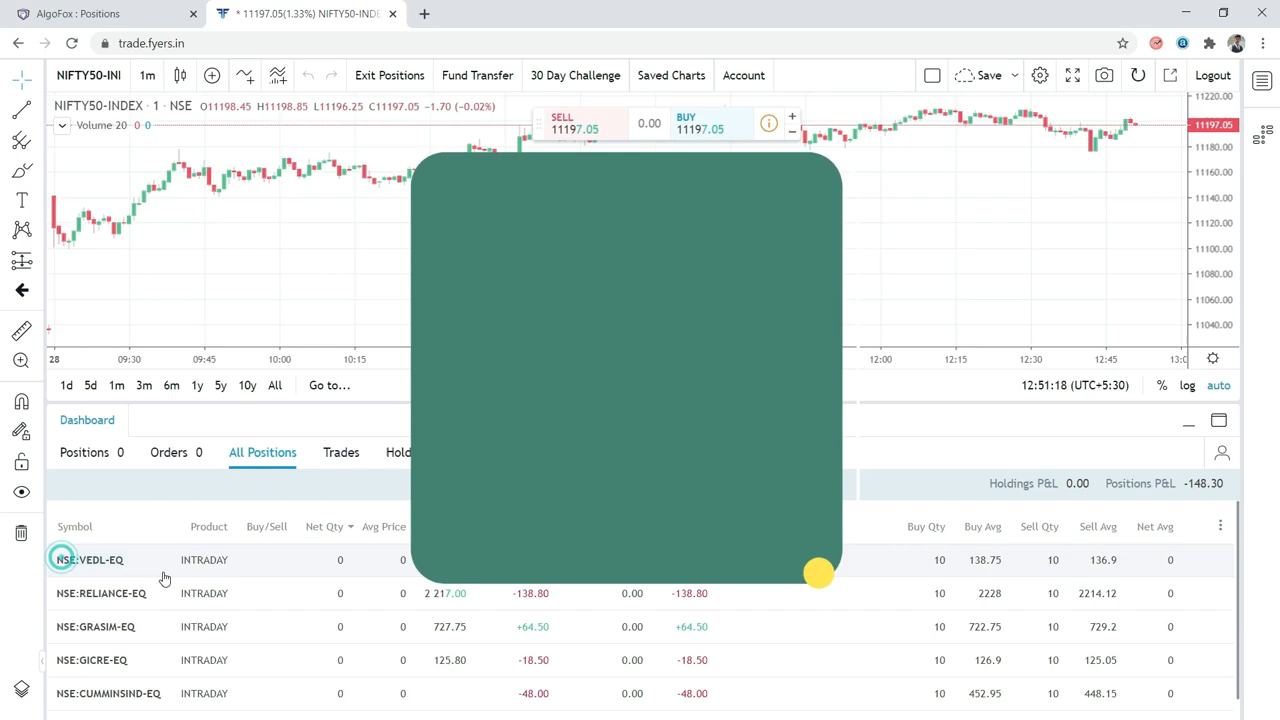 AlgoFox : Positions
* 11197.05(1.33%) NIFTY50-INDE
trade.fyers.in
NIFTY50-INI 1m Exit Positions Fund Transfer 30 Day Challenge Saved Charts Account Save Logout
NIFTY50-INDEX · 1 · NSE O11198.45 H11198.85 L11196.25 C11197.05 -1.70 (-0.02%)
Volume 20 0 0
SELL 11197.05 0.00 BUY 11197.05
11220.00
11197.05
11180.00
11160.00
11140.00
11120.00
11100.00
11080.00
11060.00
11040.00
28 09:30 09:45 10:00 10:15 12:00 12:15 12:30 12:45 13:0
1d 5d 1m 3m 6m 1y 5y 10y All Go to... 12:51:18 (UTC+5:30) % log auto
Dashboard
Positions 0 Orders 0 All Positions Trades Hold
Holdings P&L 0.00 Positions P&L -148.30
Symbol Product Buy/Sell Net Qty Avg Price Buy Qty Buy Avg Sell Qty Sell Avg Net Avg
NSE:VEDL-EQ INTRADAY 0 0 10 138.75 10 136.9 0
NSE:RELIANCE-EQ INTRADAY 0 0 2 217.00 -138.80 0.00 -138.80 10 2228 10 2214.12 0
NSE:GRASIM-EQ INTRADAY 0 0 727.75 +64.50 0.00 +64.50 10 722.75 10 729.2 0
NSE:GICRE-EQ INTRADAY 0 0 125.80 -18.50 0.00 -18.50 10 126.9 10 125.05 0
NSE:CUMMINSIND-EQ INTRADAY 0 0 -48.00 0.00 -48.00 10 452.95 10 448.15 0